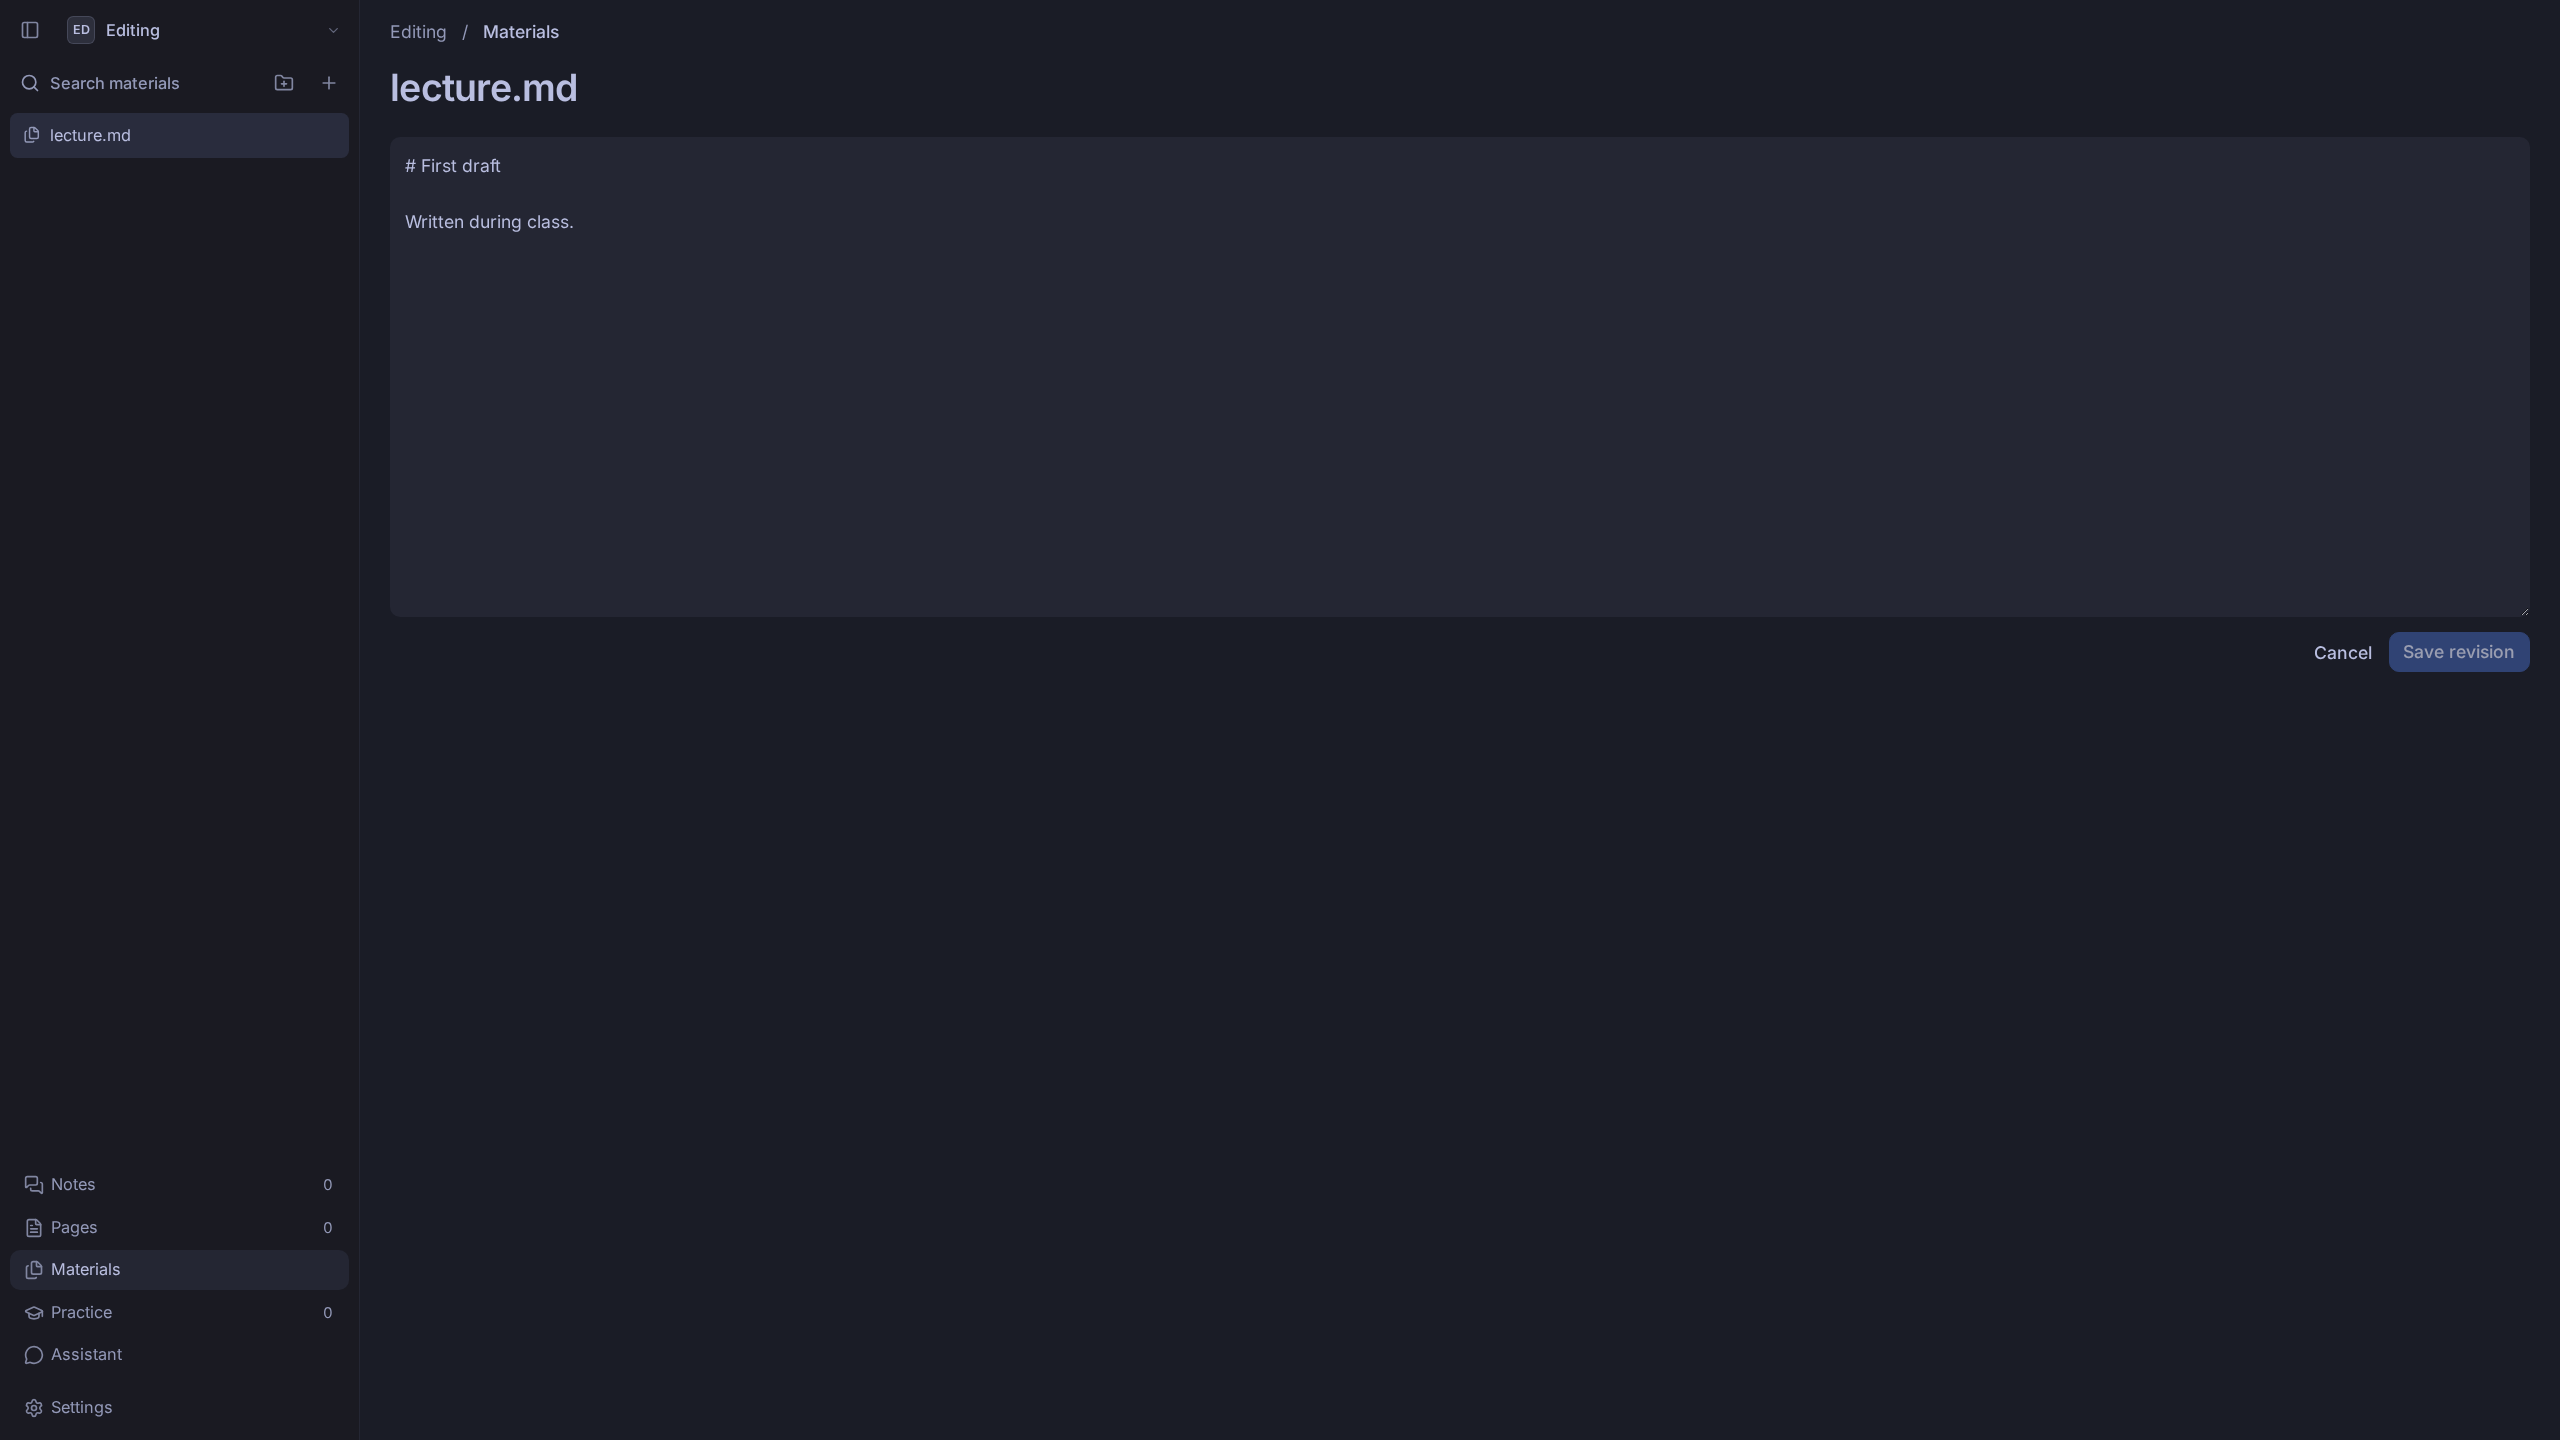 ED Editing
Search materials
lecture.md
Notes 0
Pages 0
Materials
Practice 0
Assistant
Settings
Editing / Materials
lecture.md
# First draft
Written during class.
Cancel Save revision